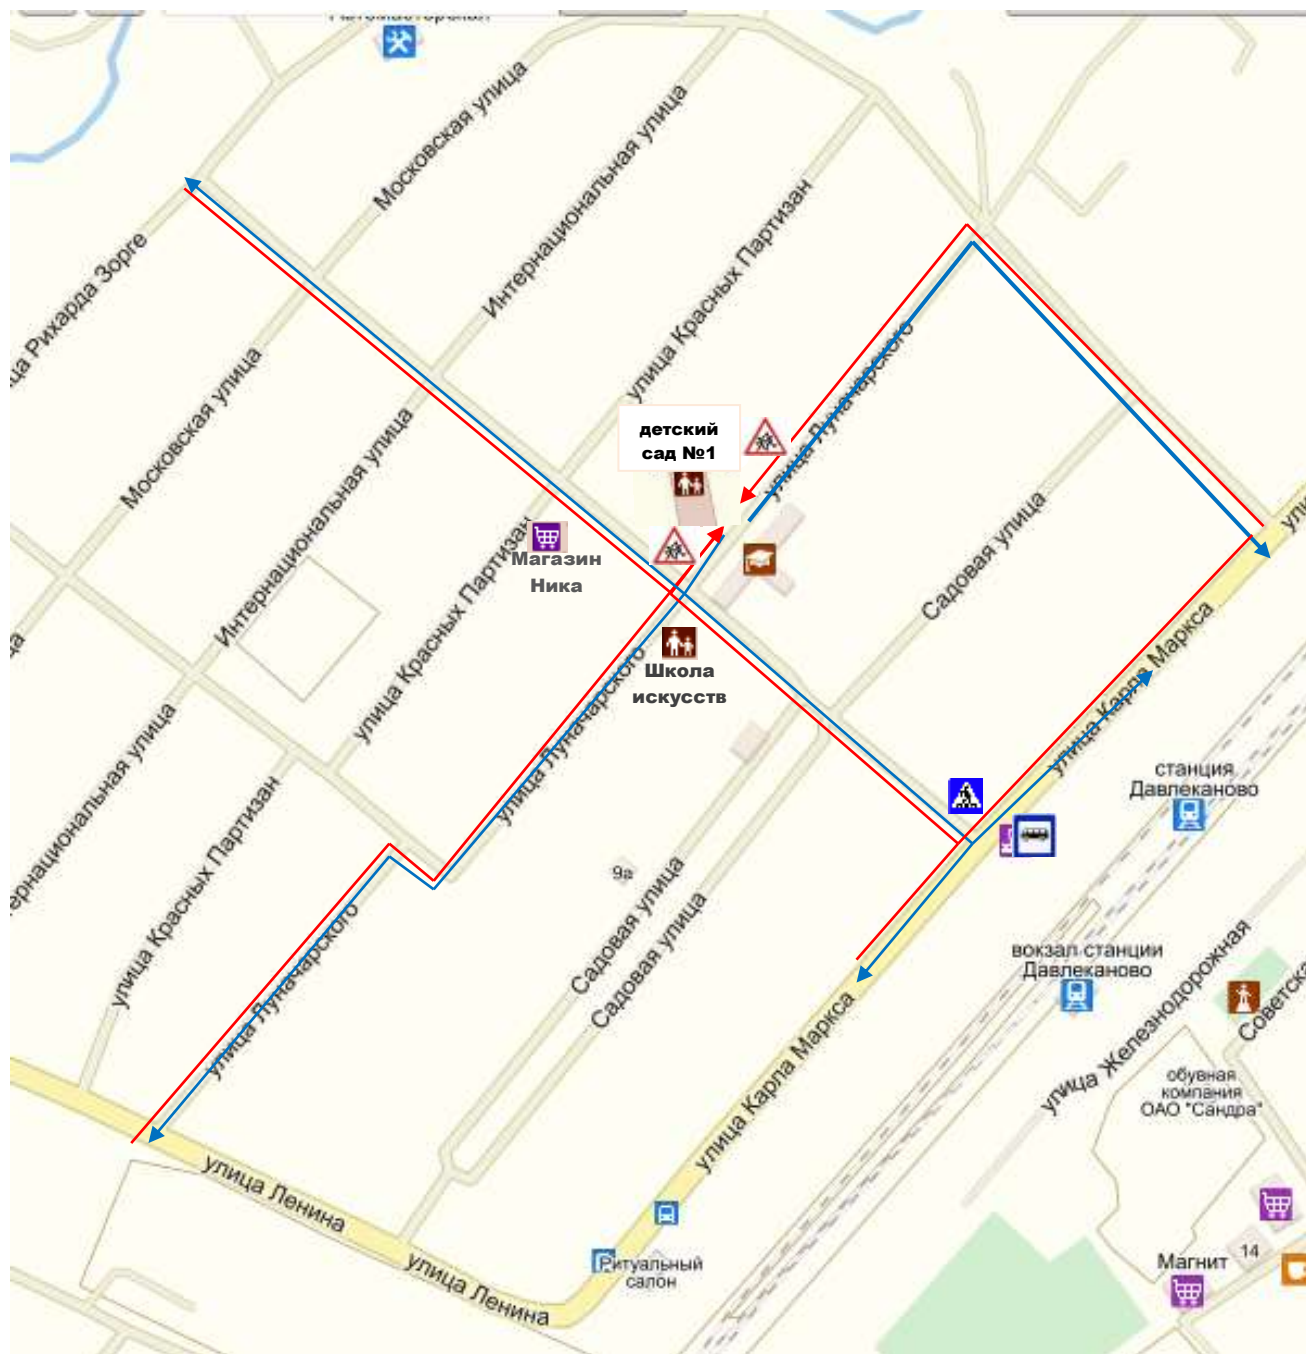 Московская улица
Интернациональная улица
улица Красных Партизан
Рихарда Зорге
Московская улица
Интернациональная улица
детский
сад №1
улица Луначарского
Садовая улица
улица Красных Партизан
Магазин
Ника
Школа
искусств
улица Карла Маркса
улица Луначарского
станция
Давлеканово
улица Красных Партизан
9а
Садовая улица
Садовая улица
вокзал станции
Давлеканово
улица Железнодорожная
улица Луначарского
улица Карла Маркса
обувная
компания
ОАО "Сандра"
улица Ленина
улица Ленина
Ритуальный
салон
Магнит
14